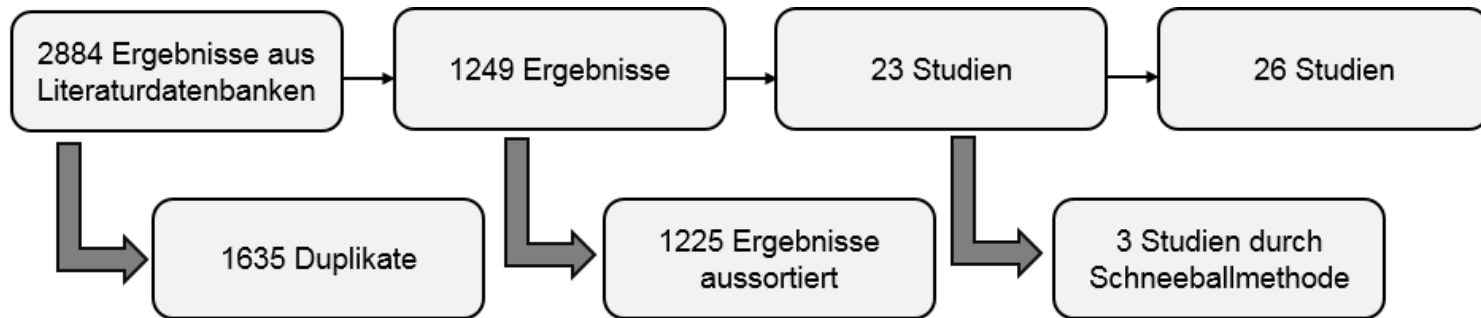 2884 Ergebnisse aus
Literaturdatenbanken
1249 Ergebnisse
23 Studien
26 Studien
1635 Duplikate
1225 Ergebnisse
aussortiert
3 Studien durch
Schneeballmethode